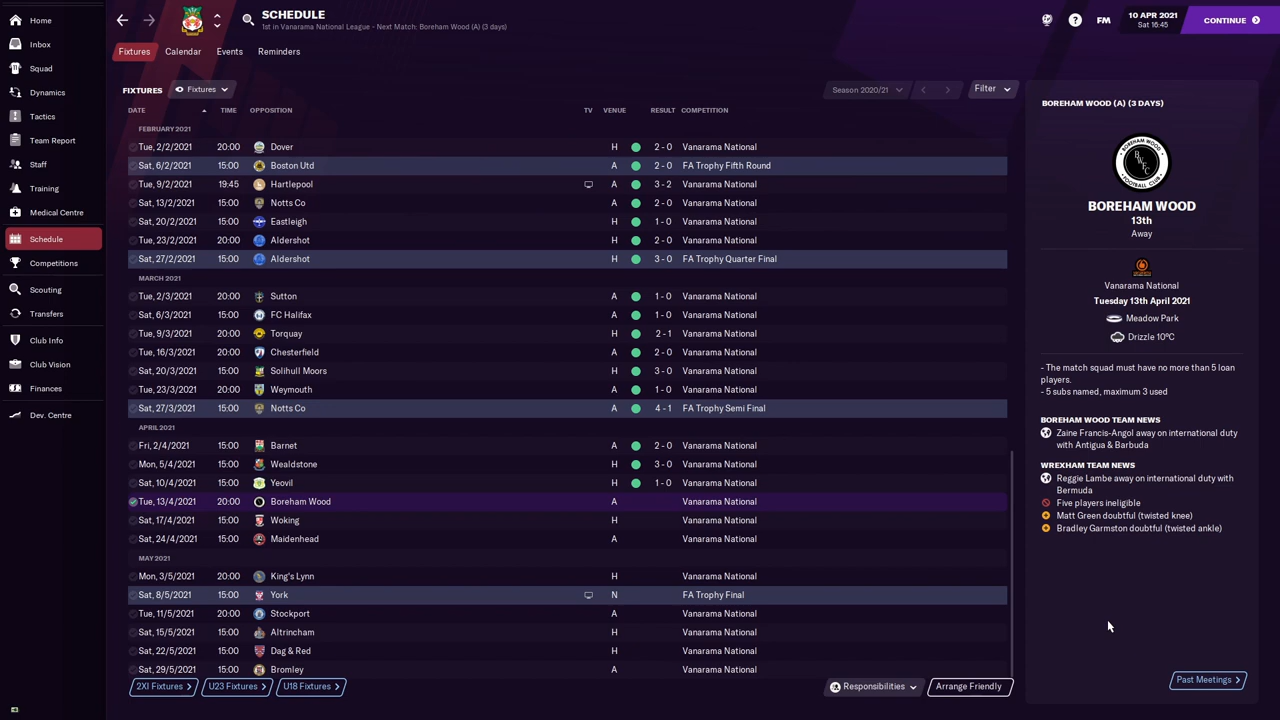 Home
Inbox
Squad
Dynamics
Tactics
Team Report
Staff
Training
Medical Centre
Schedule
Competitions
Scouting
Transfers
Club Info
Club Vision
Finances
Dev. Centre
SCHEDULE
1st in Vanarama National League - Next Match: Boreham Wood (A) (3 days)
FM
10 APR 2021
Sat 16:45
CONTINUE
Fixtures Calendar Events Reminders
FIXTURES Fixtures Season 2020/21 Filter
DATE TIME OPPOSITION TV VENUE RESULT COMPETITION
FEBRUARY 2021
Tue, 2/2/2021 20:00 Dover H 2 - 0 Vanarama National
Sat, 6/2/2021 15:00 Boston Utd A 2 - 0 FA Trophy Fifth Round
Tue, 9/2/2021 19:45 Hartlepool A 3 - 2 Vanarama National
Sat, 13/2/2021 15:00 Notts Co A 2 - 0 Vanarama National
Sat, 20/2/2021 15:00 Eastleigh H 1 - 0 Vanarama National
Tue, 23/2/2021 20:00 Aldershot H 2 - 0 Vanarama National
Sat, 27/2/2021 15:00 Aldershot H 3 - 0 FA Trophy Quarter Final
MARCH 2021
Tue, 2/3/2021 20:00 Sutton A 1 - 0 Vanarama National
Sat, 6/3/2021 15:00 FC Halifax A 1 - 0 Vanarama National
Tue, 9/3/2021 20:00 Torquay H 2 - 1 Vanarama National
Tue, 16/3/2021 20:00 Chesterfield A 2 - 0 Vanarama National
Sat, 20/3/2021 15:00 Solihull Moors H 3 - 0 Vanarama National
Tue, 23/3/2021 20:00 Weymouth A 1 - 0 Vanarama National
Sat, 27/3/2021 15:00 Notts Co A 4 - 1 FA Trophy Semi Final
APRIL 2021
Fri, 2/4/2021 15:00 Barnet A 2 - 0 Vanarama National
Mon, 5/4/2021 15:00 Wealdstone H 3 - 0 Vanarama National
Sat, 10/4/2021 15:00 Yeovil H 1 - 0 Vanarama National
Tue, 13/4/2021 20:00 Boreham Wood A Vanarama National
Sat, 17/4/2021 15:00 Woking H Vanarama National
Sat, 24/4/2021 15:00 Maidenhead A Vanarama National
MAY 2021
Mon, 3/5/2021 20:00 King's Lynn H Vanarama National
Sat, 8/5/2021 15:00 York N FA Trophy Final
Tue, 11/5/2021 20:00 Stockport A Vanarama National
Sat, 15/5/2021 15:00 Altrincham H Vanarama National
Sat, 22/5/2021 15:00 Dag & Red H Vanarama National
Sat, 29/5/2021 15:00 Bromley A Vanarama National
2XI Fixtures U23 Fixtures U18 Fixtures Responsibilities Arrange Friendly
BOREHAM WOOD (A) (3 DAYS)
BOREHAM WOOD
FOOTBALL CLUB
BOREHAM WOOD
13th
Away
Vanarama National
Tuesday 13th April 2021
Meadow Park
Drizzle 10°C
- The match squad must have no more than 5 loan
players.
- 5 subs named, maximum 3 used
BOREHAM WOOD TEAM NEWS
Zaine Francis-Angol away on international duty
with Antigua & Barbuda
WREXHAM TEAM NEWS
Reggie Lambe away on international duty with
Bermuda
Five players ineligible
Matt Green doubtful (twisted knee)
Bradley Garmston doubtful (twisted ankle)
Past Meetings